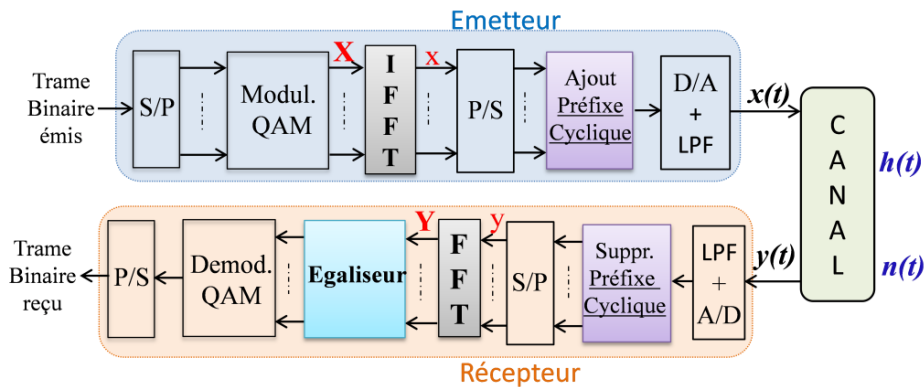 Emetteur
Trame
Binaire
émis
S/P
Modul.
QAM
X
I
F
F
T
x
P/S
Ajout
Préfixe
Cyclique
D/A
+
LPF
x(t)
C
A
N
A
L
h(t)
n(t)
y(t)
LPF
+
A/D
Suppr.
Préfixe
Cyclique
S/P
y
F
F
T
Y
Egaliseur
Demod.
QAM
P/S
Trame
Binaire
reçu
Récepteur